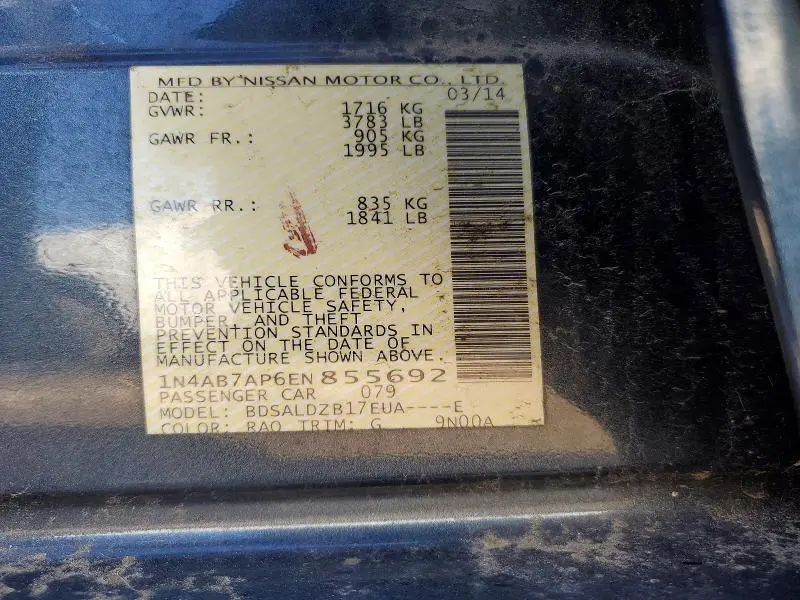 MFD BY NISSAN MOTOR CO., LTD.
DATE: 03/14
GVWR: 1716 KG
3783 LB
GAWR FR.: 905 KG
1995 LB
GAWR RR.: 835 KG
1841 LB
THIS VEHICLE CONFORMS TO
ALL APPLICABLE FEDERAL
MOTOR VEHICLE SAFETY,
BUMPER, AND THEFT
PREVENTION STANDARDS IN
EFFECT ON THE DATE OF
MANUFACTURE SHOWN ABOVE.
1N4AB7AP6EN855692
PASSENGER CAR 079
MODEL: BDSALDZB17EUA----E
COLOR: RAQ TRIM: G 9N00A